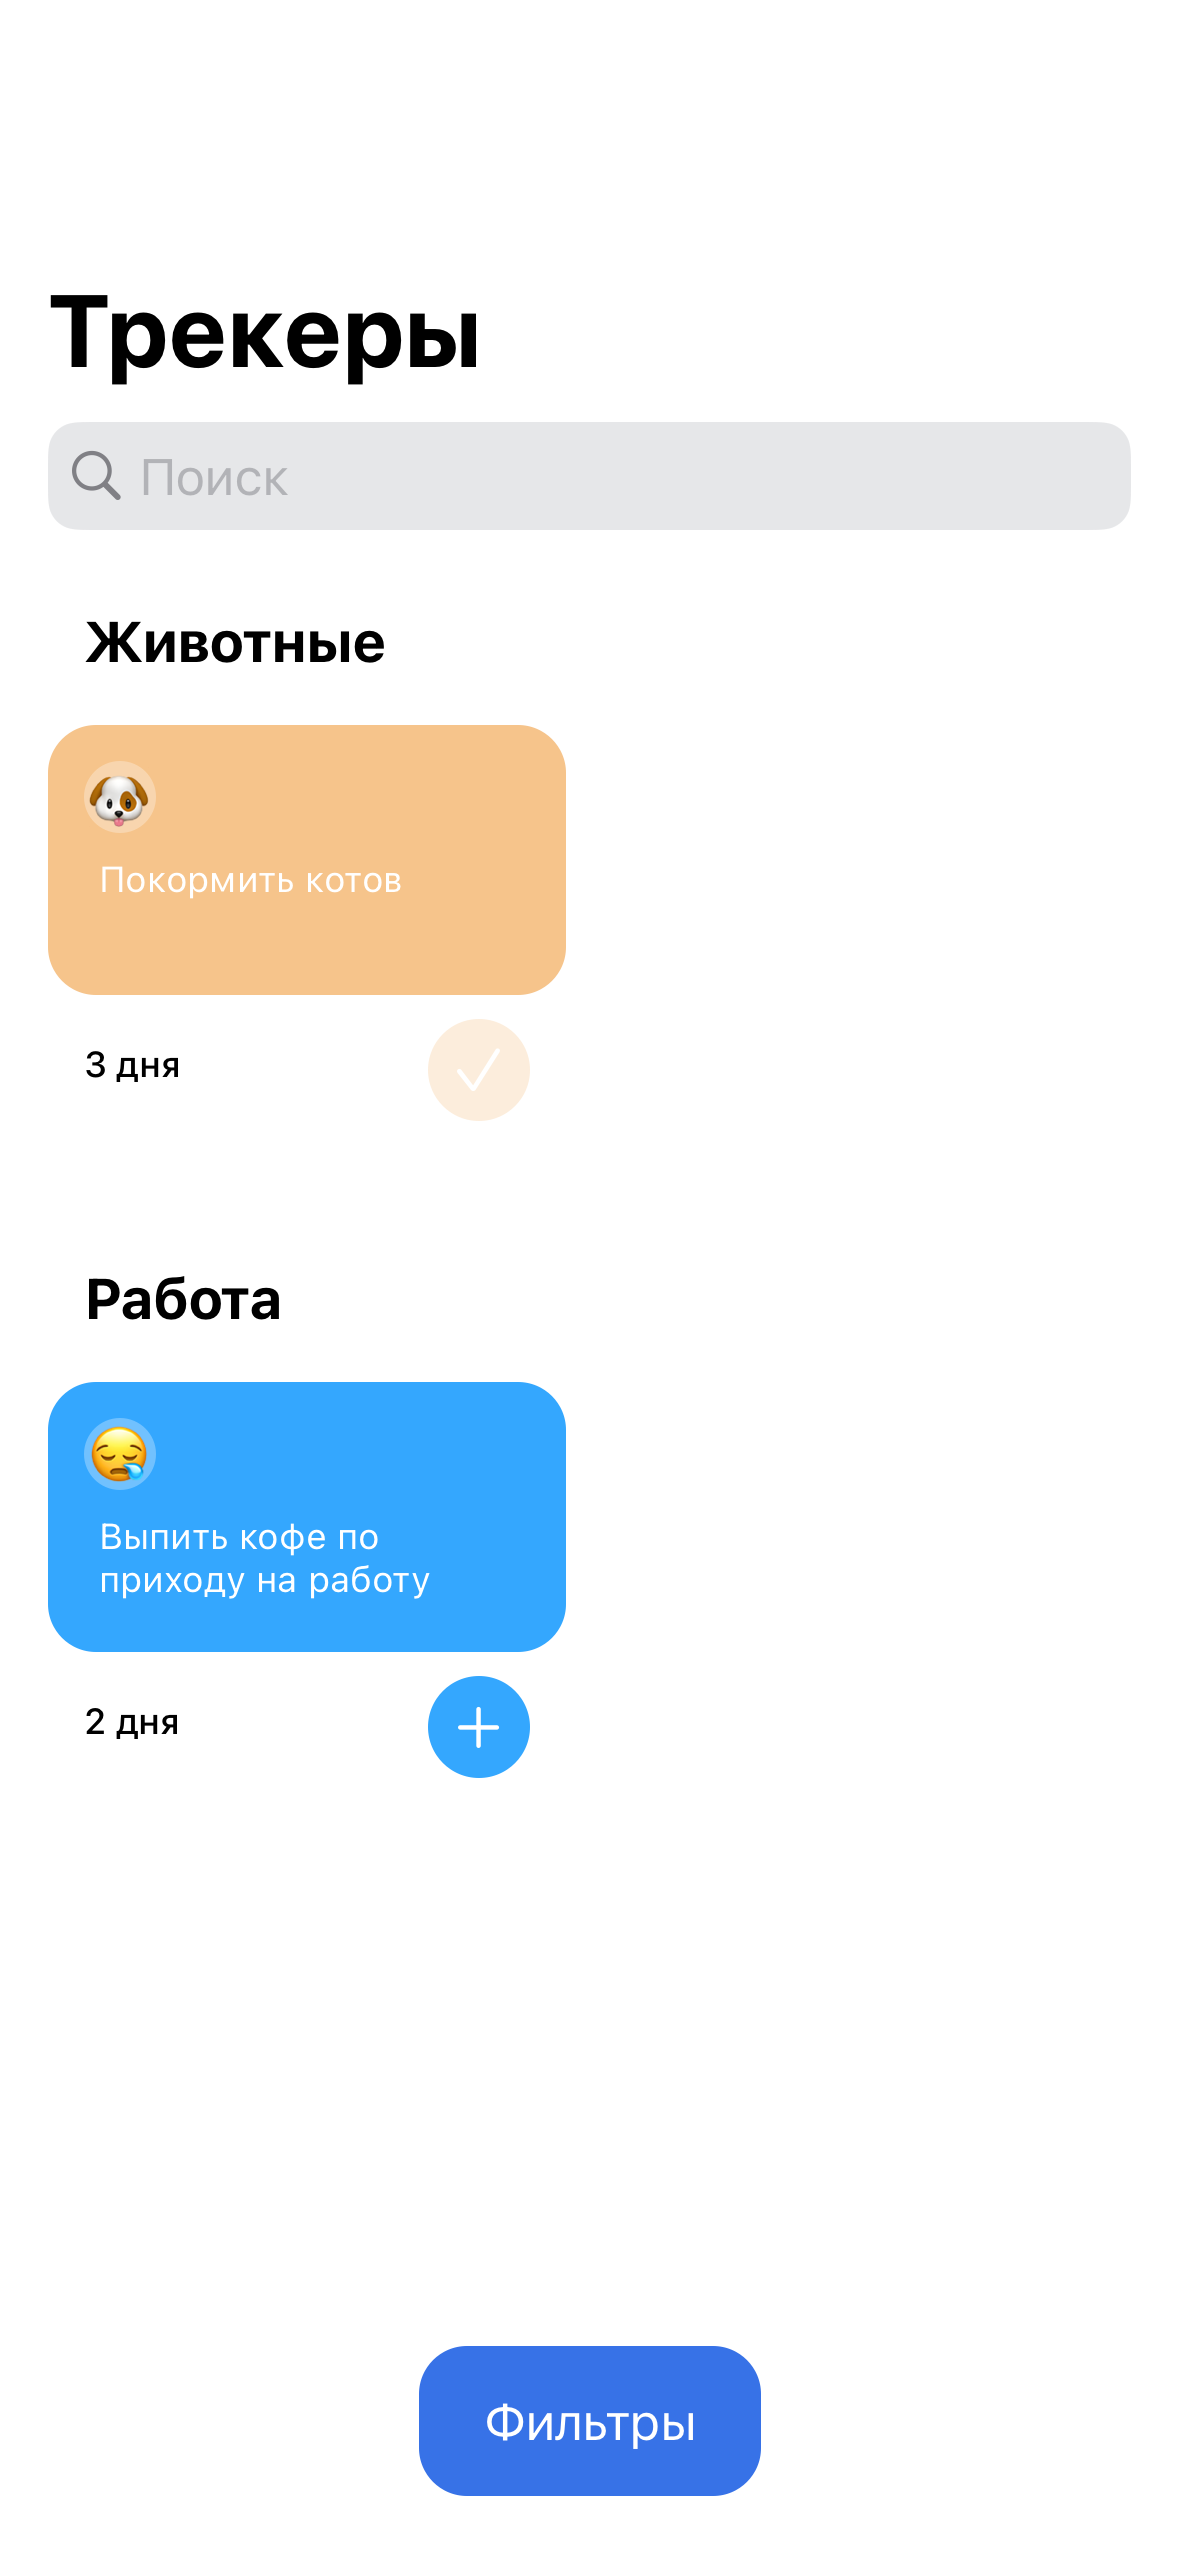 Трекеры
Поиск
Животные
Покормить котов
3 дня
Работа
Выпить кофе по
приходу на работу
2 дня
Фильтры